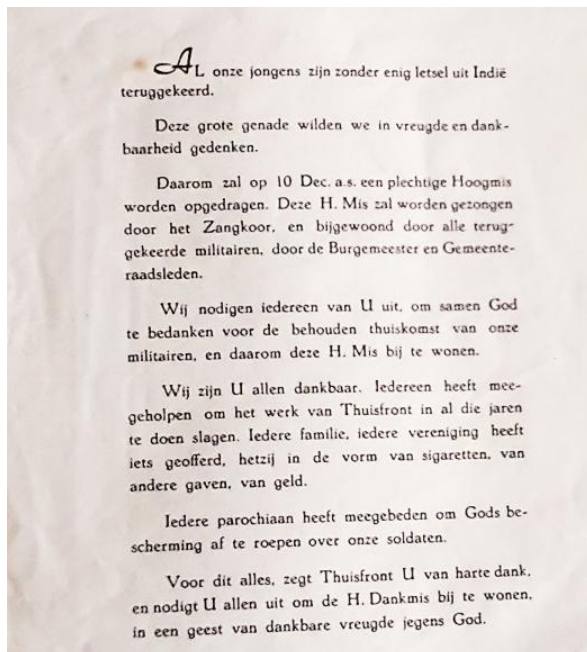 AL onze jongens zijn zonder enig letsel uit Indië
teruggekeerd.
Deze grote genade wilden we in vreugde en dank-
baarheid gedenken.
Daarom zal op 10 Dec. a.s. een plechtige Hoogmis
worden opgedragen. Deze H. Mis zal worden gezongen
door het Zangkoor, en bijgewoond door alle terug-
gekeerde militairen, door de Burgemeester en Gemeente-
raadsleden.
Wij nodigen iedereen van U uit, om samen God
te bedanken voor de behouden thuiskomst van onze
militairen, en daarom deze H. Mis bij te wonen.
Wij zijn U allen dankbaar. Iedereen heeft mee-
geholpen om het werk van Thuisfront in al die jaren
te doen slagen. Iedere familie, iedere vereniging heeft
iets geofferd, hetzij in de vorm van sigaretten, van
andere gaven, van geld.
Iedere parochiaan heeft meegebeden om Gods be-
scherming af te roepen over onze soldaten.
Voor dit alles, zegt Thuisfront U van harte dank,
en nodigt U allen uit om de H. Dankmis bij te wonen,
in een geest van dankbare vreugde jegens God.